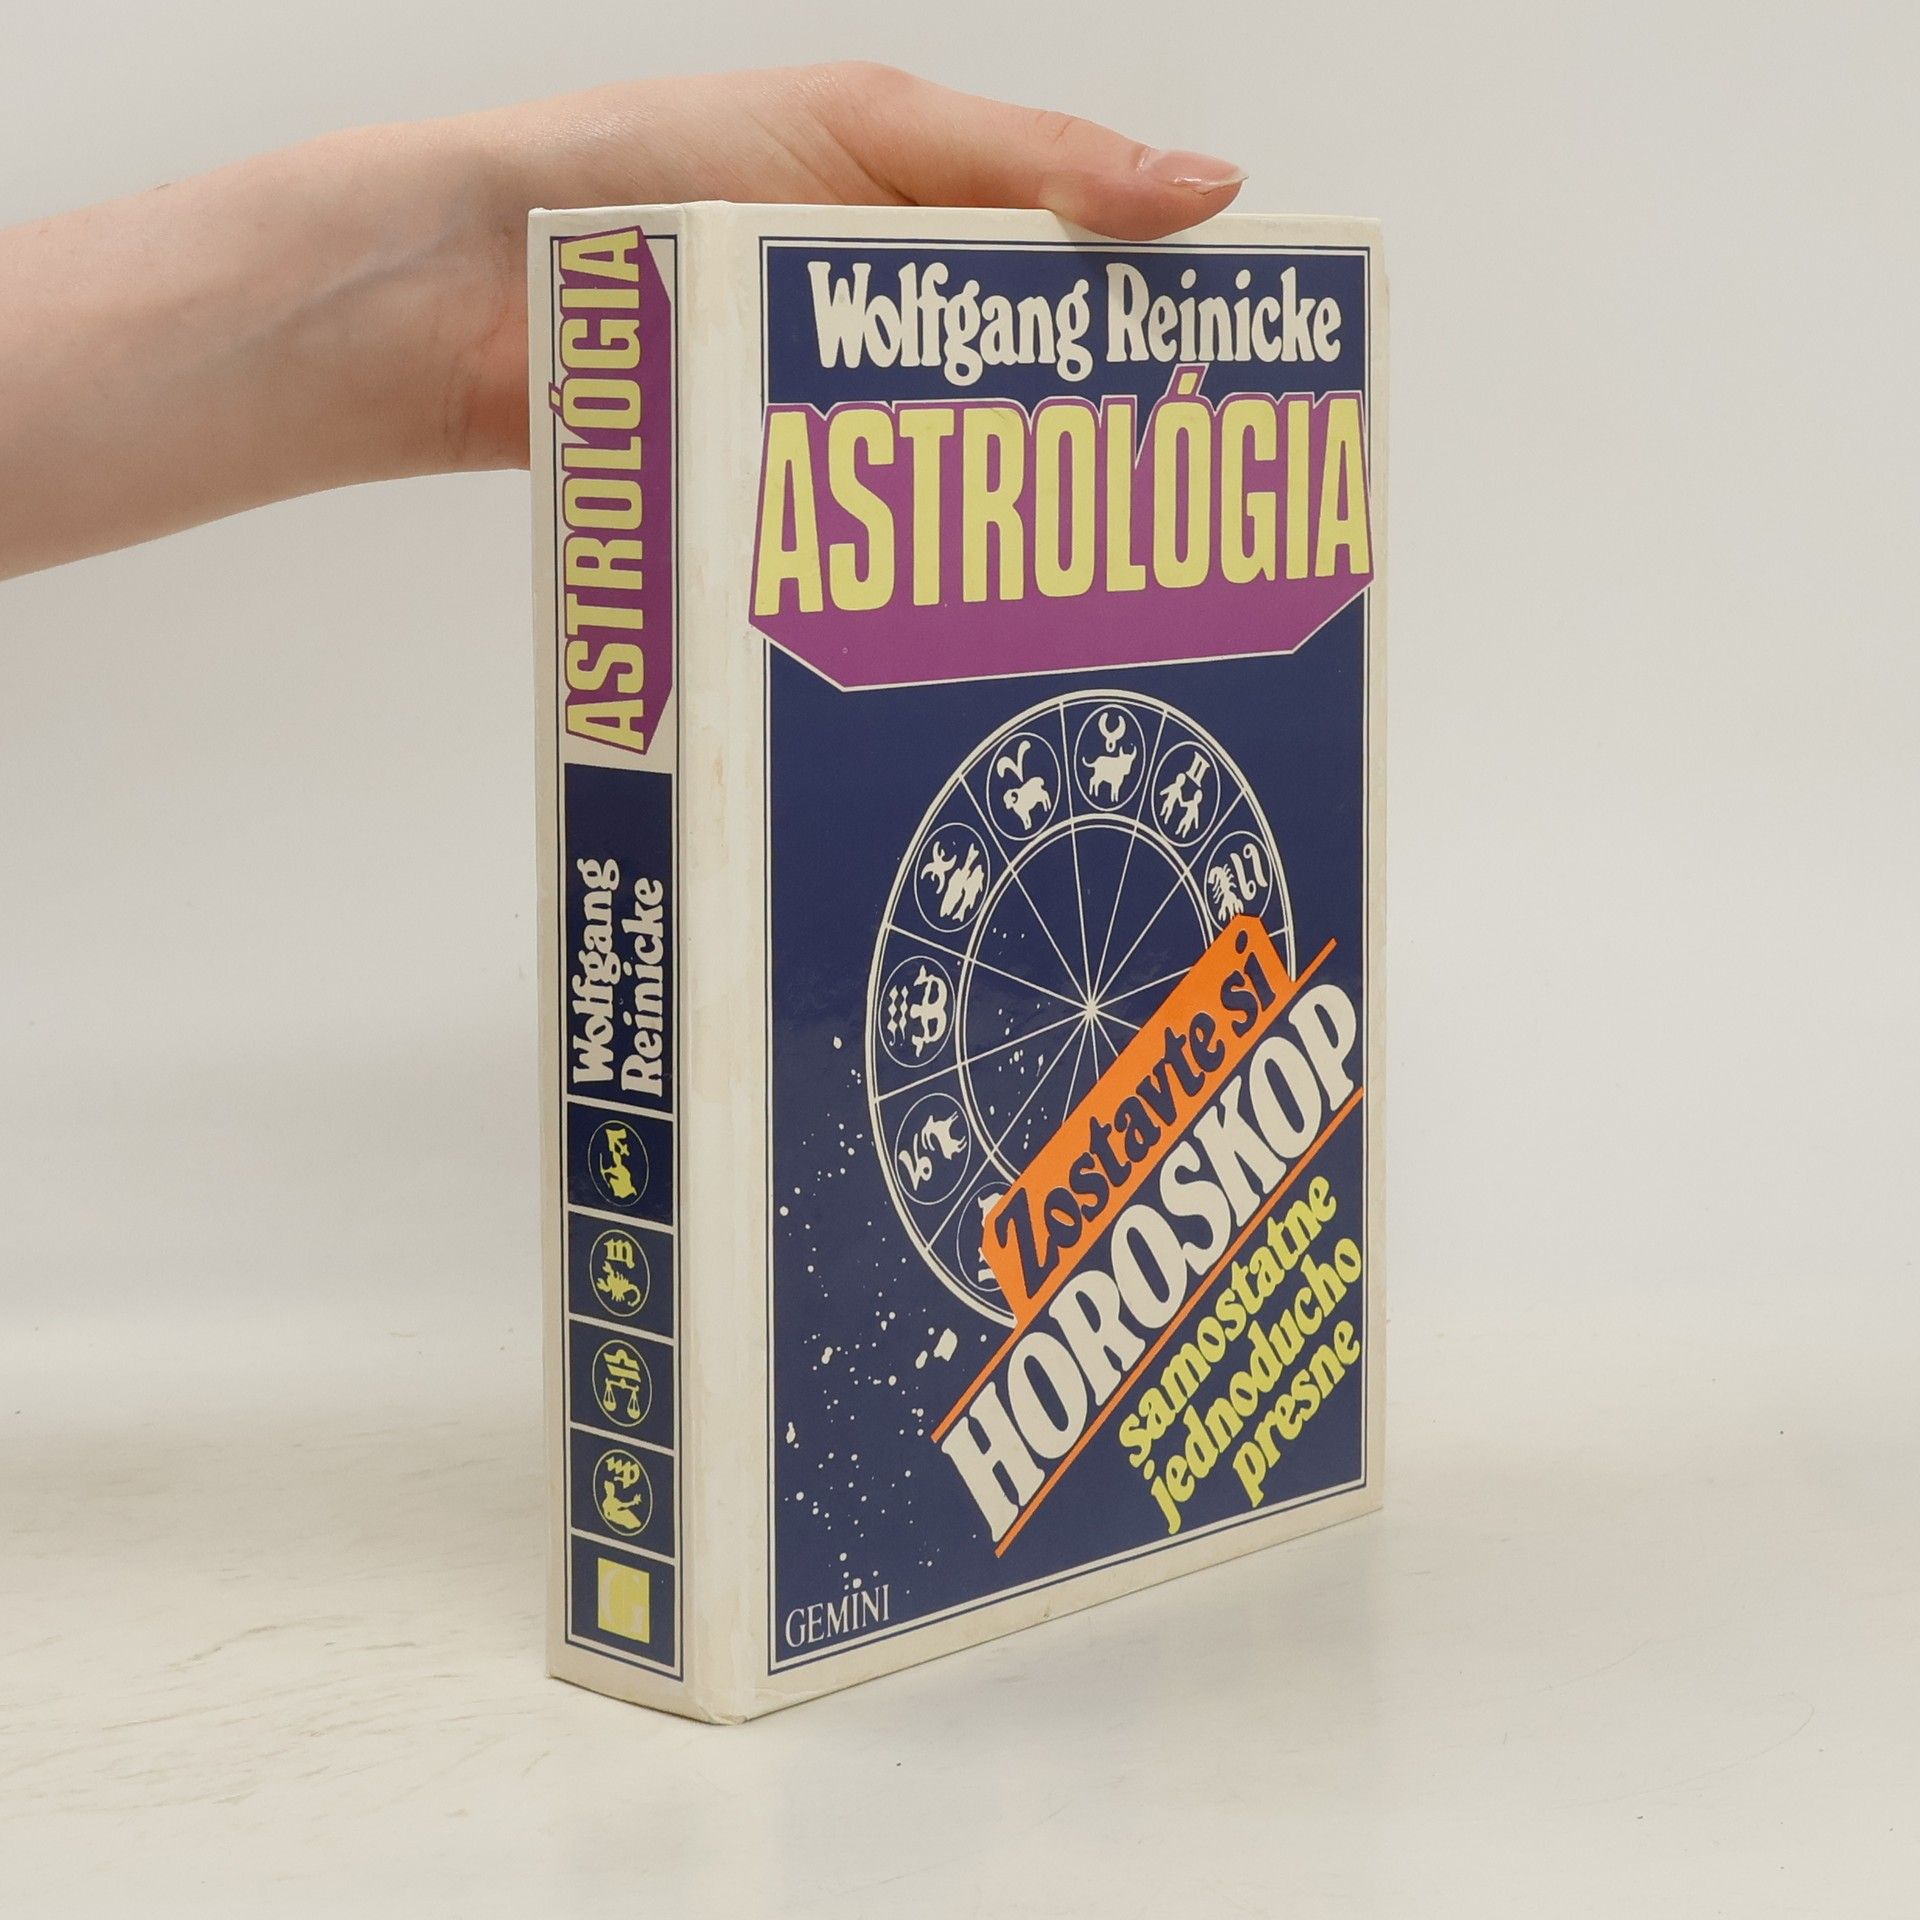 ASTROLÓGIA
Wolfgang
Reinicke
G
Wolfgang Reinicke
ASTROLÓGIA
Zostavte si
HOROSKOP
samostatne
jednoducho
presne
GEMINI